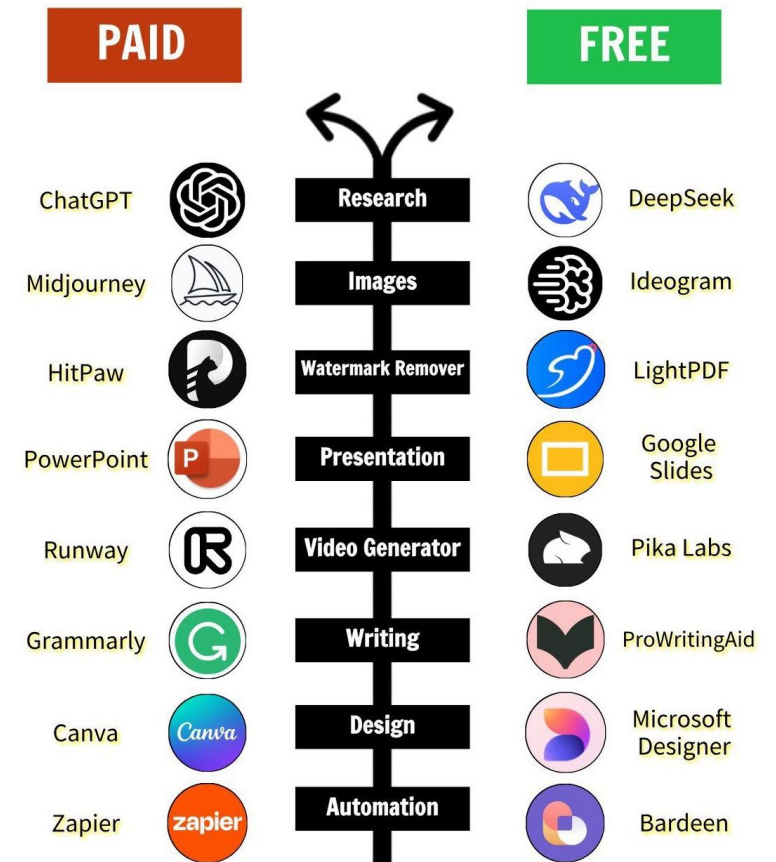 PAID
FREE
ChatGPT
Research
DeepSeek
Midjourney
Images
Ideogram
HitPaw
Watermark Remover
LightPDF
PowerPoint
P
Presentation
Google
Slides
Runway
R
Video Generator
Pika Labs
Grammarly
G
Writing
ProWritingAid
Canva
Canva
Design
Microsoft
Designer
Zapier
zapier
Automation
Bardeen